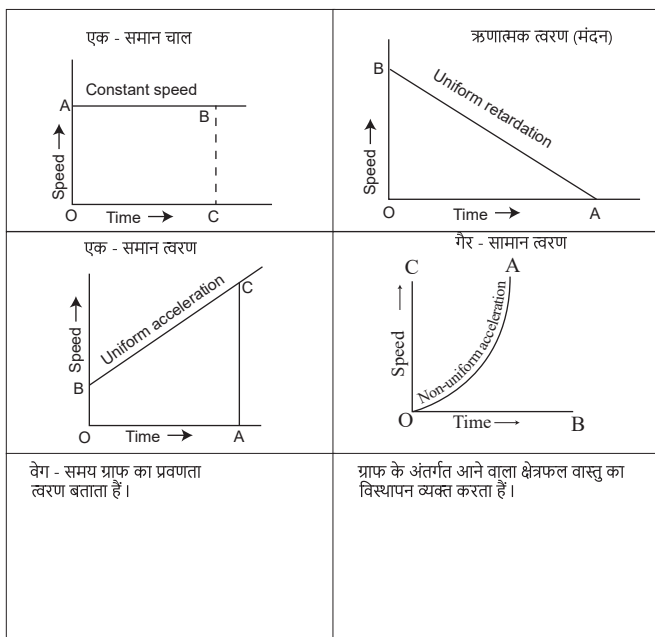 एक - समान चाल
A
Constant speed
B
Speed
O
Time
C
ऋणात्मक त्वरण (मंदन)
B
Uniform retardation
Speed
O
Time
A
एक - समान त्वरण
Uniform acceleration
C
Speed
B
O
Time
A
गैर - सामान त्वरण
C
A
Non-uniform acceleration
Speed
O
Time
B
वेग - समय ग्राफ का प्रवणता
त्वरण बताता हैं ।
ग्राफ के अंतर्गत आने वाला क्षेत्रफल वास्तु का
विस्थापन व्यक्त करता हैं ।